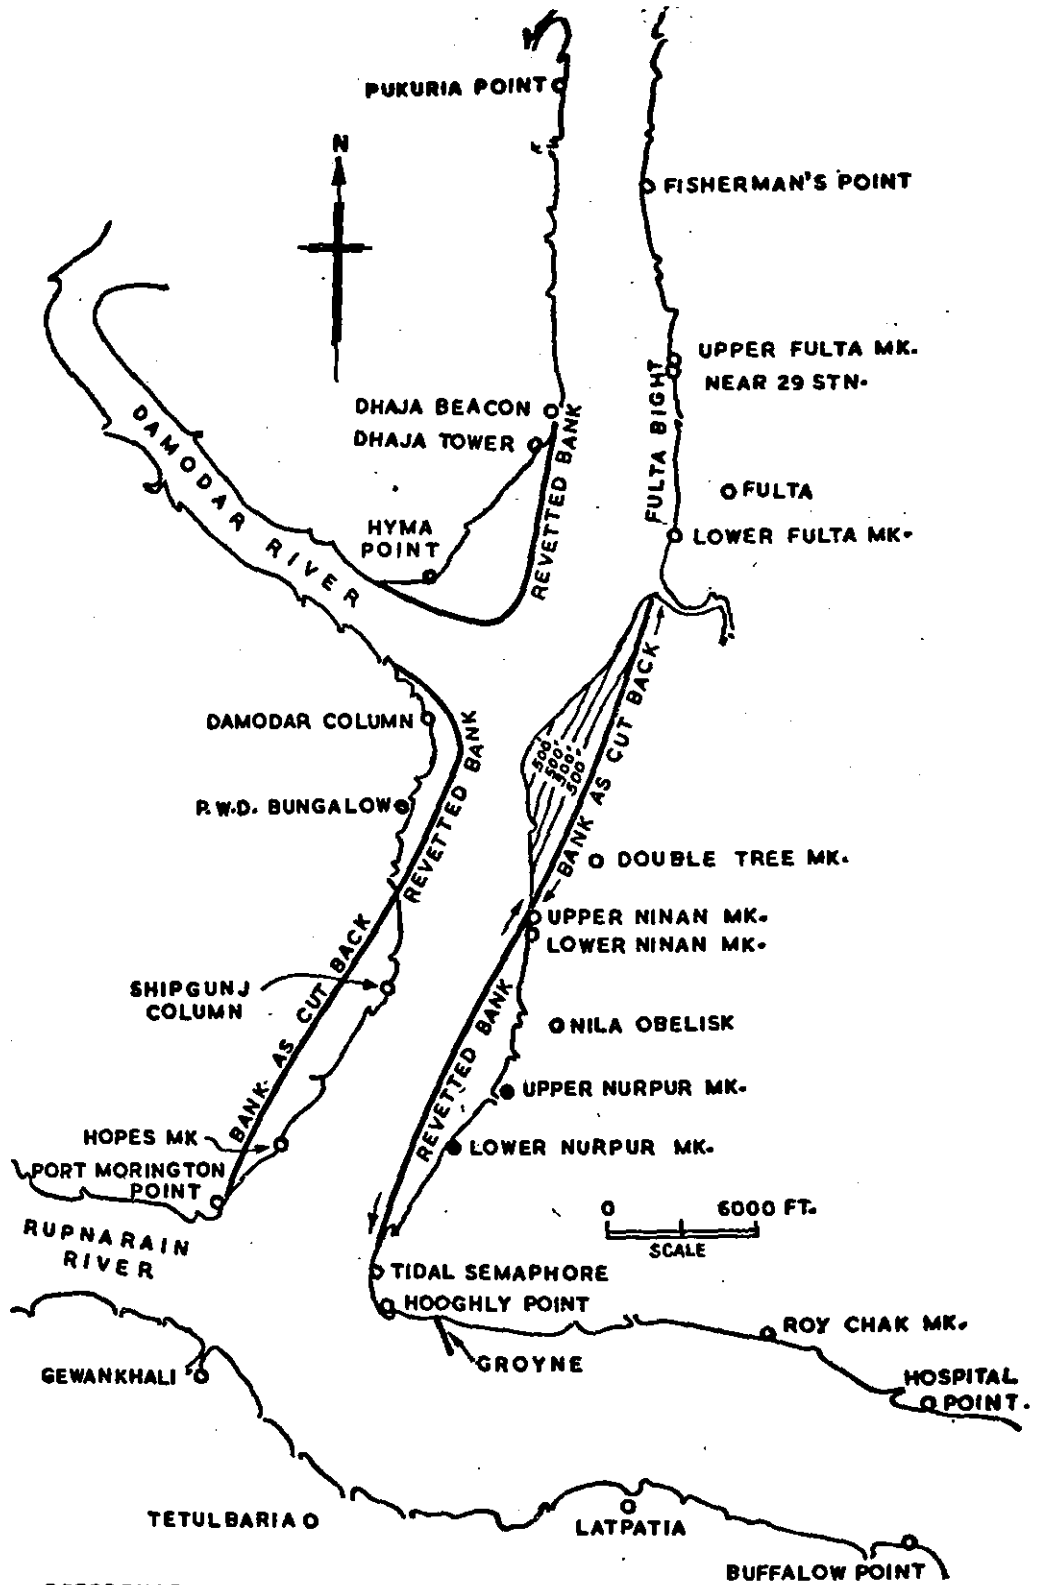 PUKURIA POINT
N
FISHERMAN'S POINT
UPPER FULTA MK.
NEAR 29 STN.
FULTA BIGHT
DHAJA BEACON
DHAJA TOWER
REVETTED BANK
DAMODAR RIVER
FULTA
LOWER FULTA MK.
HYMA
POINT
BANK AS CUT BACK
DAMODAR COLUMN
REVETTED BANK
500'
500'
500'
500'
P.W.D. BUNGALOW
DOUBLE TREE MK.
UPPER NINAN MK.
LOWER NINAN MK.
BANK AS CUT BACK
SHIPGUNJ
COLUMN
REVETTED BANK
NILA OBELISK
UPPER NURPUR MK.
HOPES MK
LOWER NURPUR MK.
PORT MORINGTON
POINT
0 6000 FT.
SCALE
RUPNARAIN
RIVER
TIDAL SEMAPHORE
HOOGHLY POINT
ROY CHAK MK.
GROYNE
GEWANKHALI
HOSPITAL
POINT.
TETULBARIA
LATPATIA
BUFFALOW POINT